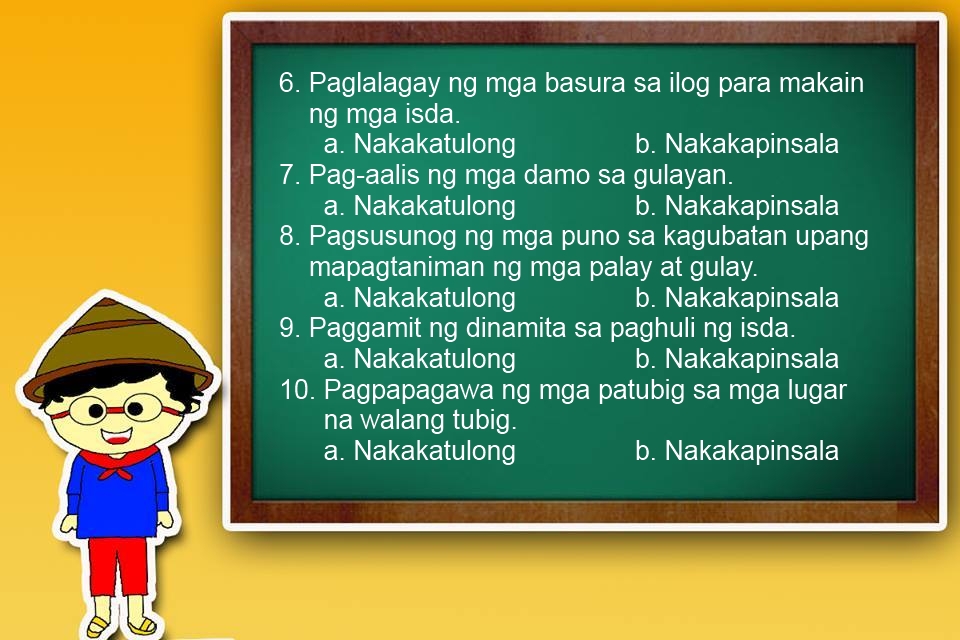 6. Paglalagay ng mga basura sa ilog para makain
ng mga isda.
a. Nakakatulong b. Nakakapinsala
7. Pag-aalis ng mga damo sa gulayan.
a. Nakakatulong b. Nakakapinsala
8. Pagsusunog ng mga puno sa kagubatan upang
mapagtaniman ng mga palay at gulay.
a. Nakakatulong b. Nakakapinsala
9. Paggamit ng dinamita sa paghuli ng isda.
a. Nakakatulong b. Nakakapinsala
10. Pagpapagawa ng mga patubig sa mga lugar
na walang tubig.
a. Nakakatulong b. Nakakapinsala